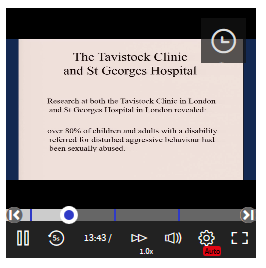 The Tavistock Clinic
and St Georges Hospital
Research at both the Tavistock Clinic in London
and St Georges Hospital in London revealed:
over 80% of children and adults with a disability
referred for disturbed aggressive behaviour had
been sexually abused.
5s
13:43 /
1.0x
Auto